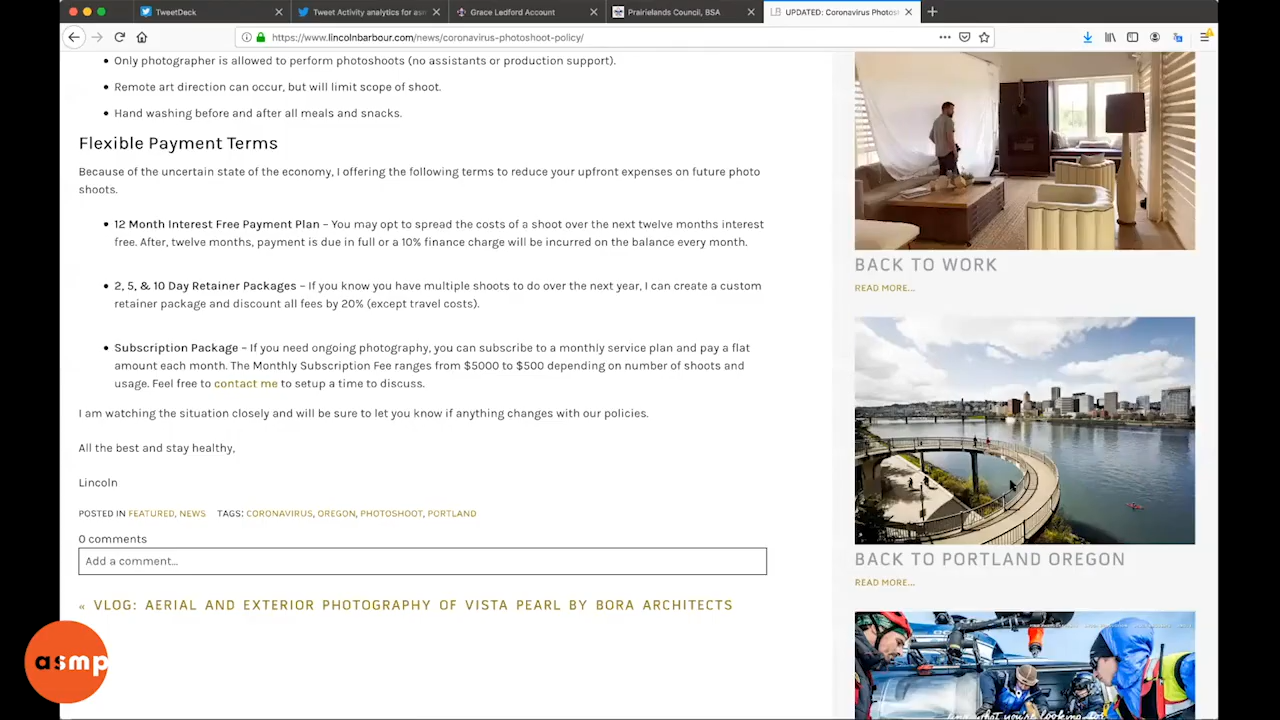 TweetDeck
Tweet Activity analytics for asm
Grace Ledford Account
Prairielands Council, BSA
UPDATED: Coronavirus Photosh
https://www.lincolnbarbour.com/news/coronavirus-photoshoot-policy/
Only photographer is allowed to perform photoshoots (no assistants or production support).
Remote art direction can occur, but will limit scope of shoot.
Hand washing before and after all meals and snacks.
Flexible Payment Terms
Because of the uncertain state of the economy, I offering the following terms to reduce your upfront expenses on future photo
shoots.
12 Month Interest Free Payment Plan – You may opt to spread the costs of a shoot over the next twelve months interest
free. After, twelve months, payment is due in full or a 10% finance charge will be incurred on the balance every month.
2, 5, & 10 Day Retainer Packages – If you know you have multiple shoots to do over the next year, I can create a custom
retainer package and discount all fees by 20% (except travel costs).
Subscription Package – If you need ongoing photography, you can subscribe to a monthly service plan and pay a flat
amount each month. The Monthly Subscription Fee ranges from $5000 to $500 depending on number of shoots and
usage. Feel free to contact me to setup a time to discuss.
I am watching the situation closely and will be sure to let you know if anything changes with our policies.
All the best and stay healthy,
Lincoln
POSTED IN FEATURED, NEWS TAGS: CORONAVIRUS, OREGON, PHOTOSHOOT, PORTLAND
0 comments
Add a comment...
« VLOG: AERIAL AND EXTERIOR PHOTOGRAPHY OF VISTA PEARL BY BORA ARCHITECTS
BACK TO WORK
READ MORE...
BACK TO PORTLAND OREGON
READ MORE...
asmp